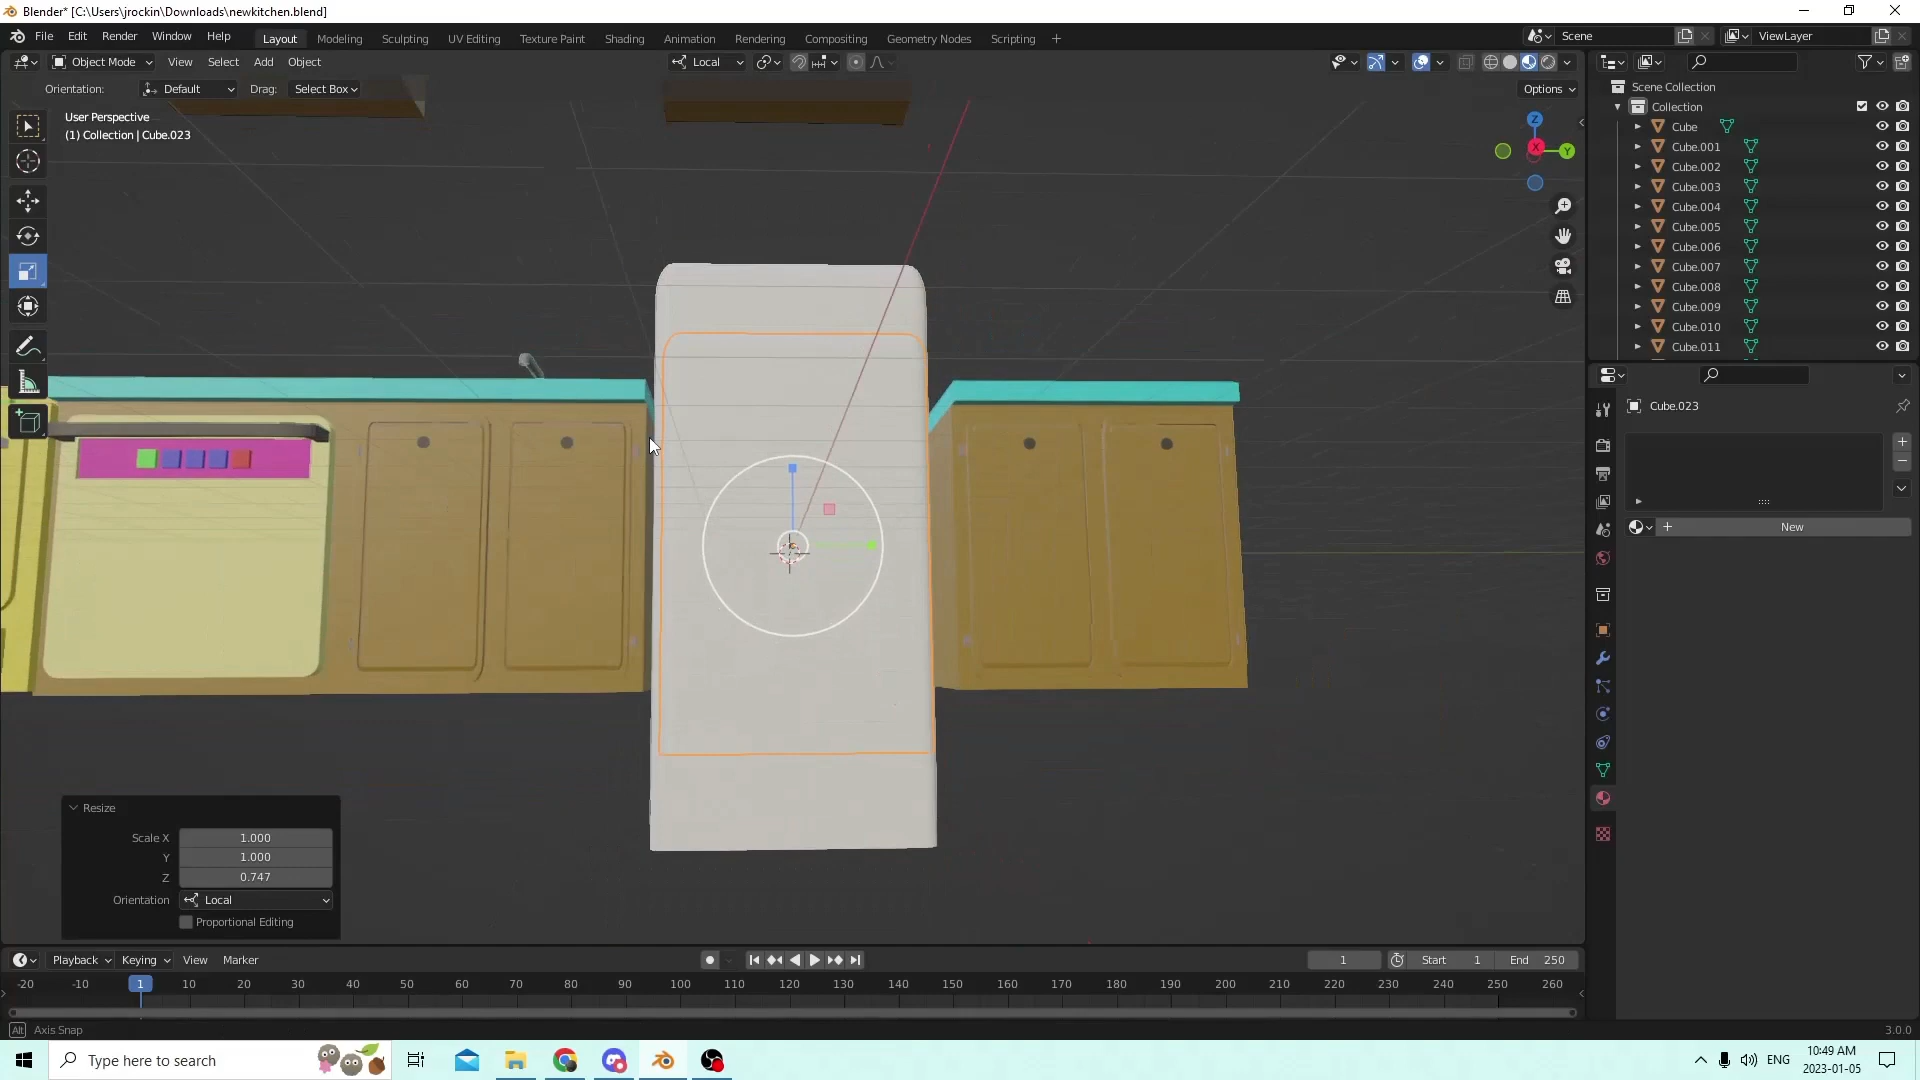 Blender* [C:\Users\jrockin\Downloads\newkitchen.blend]
File Edit Render Window Help Layout Modeling Sculpting UV Editing Texture Paint Shading Animation Rendering Compositing Geometry Nodes Scripting + Scene ViewLayer
Object Mode View Select Add Object Local
Orientation: Default Drag: Select Box Options
User Perspective
(1) Collection | Cube.023
Z
X
Y
Scene Collection
Collection
Cube
Cube.001
Cube.002
Cube.003
Cube.004
Cube.005
Cube.006
Cube.007
Cube.008
Cube.009
Cube.010
Cube.011
Cube.023
New
Resize
Scale X 1.000
Y 1.000
Z 0.747
Orientation Local
Proportional Editing
Playback Keying View Marker 1 Start 1 End 250
-20 -10 1 10 20 30 40 50 60 70 80 90 100 110 120 130 140 150 160 170 180 190 200 210 220 230 240 250 260
Alt Axis Snap 3.0.0
Type here to search
ENG
10:49 AM
2023-01-05